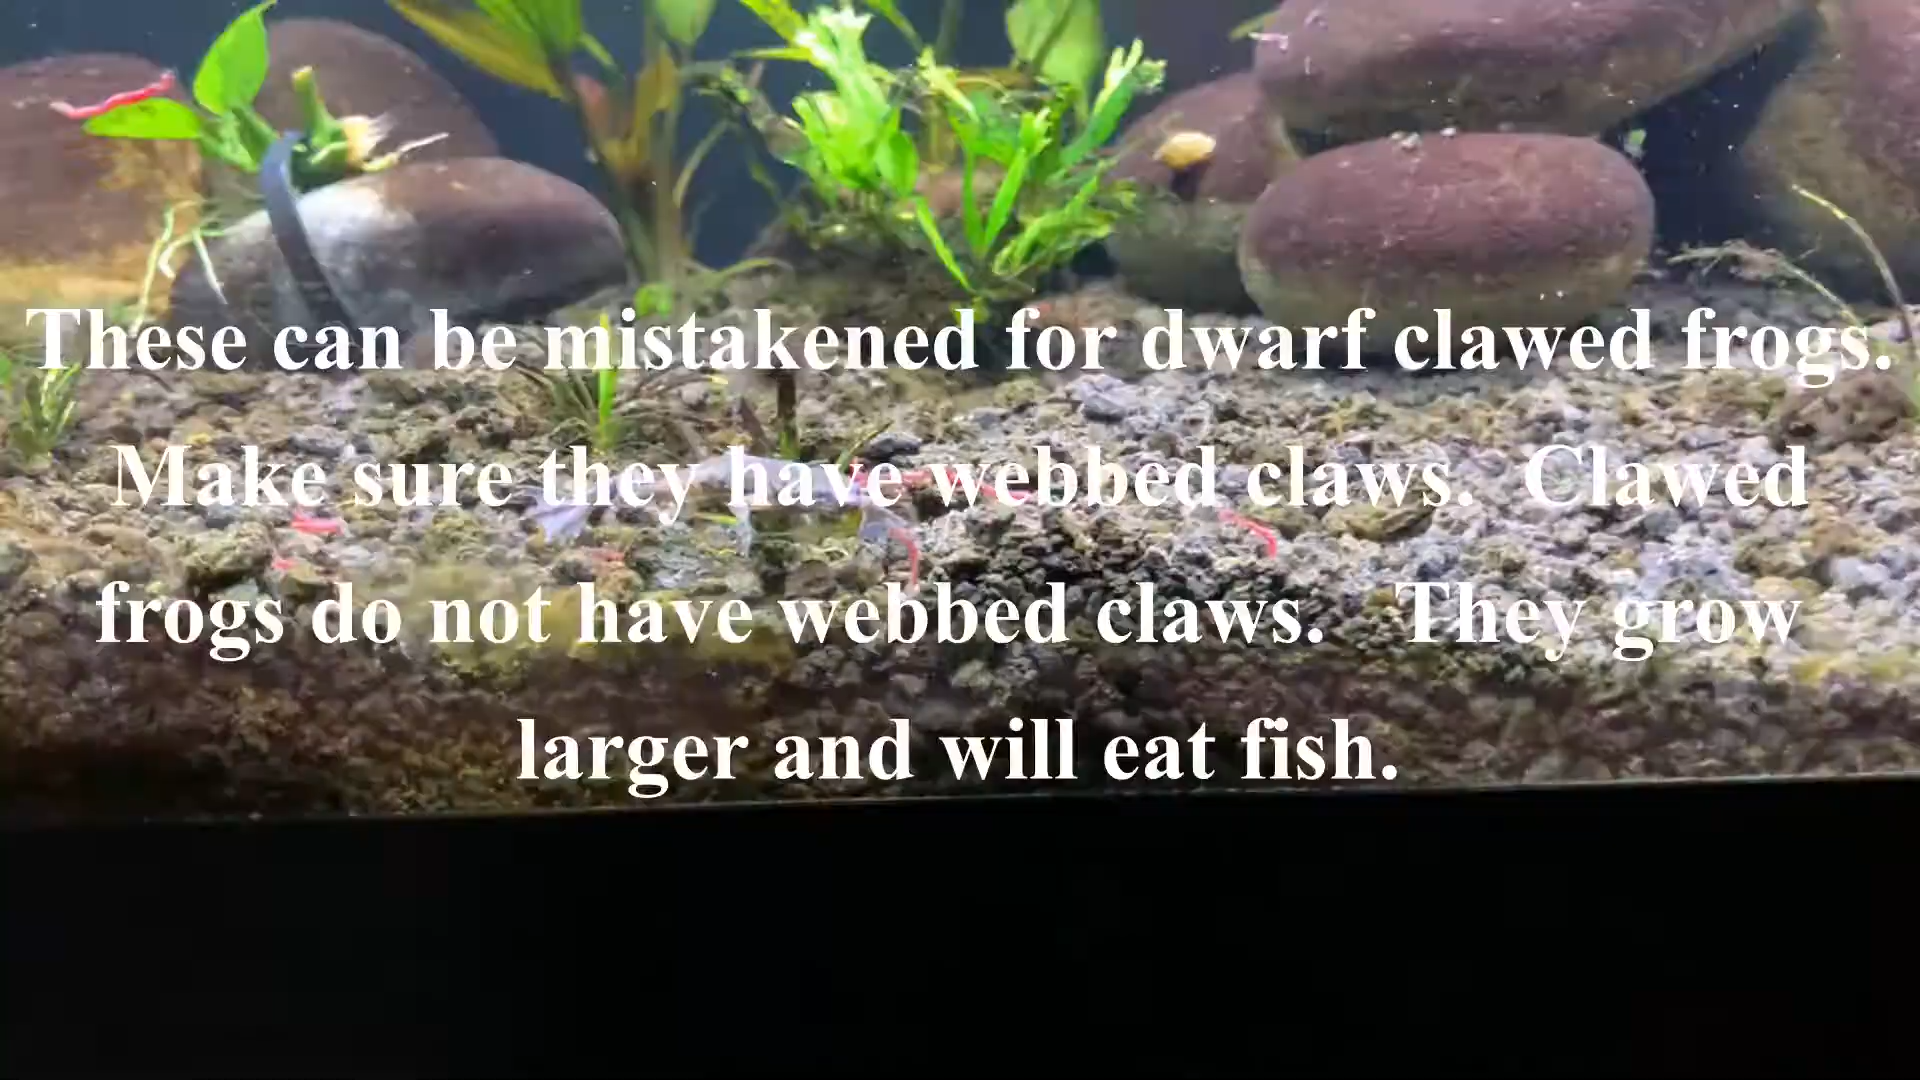 These can be mistakened for dwarf clawed frogs.
Make sure they have webbed claws. Clawed
frogs do not have webbed claws. They grow
larger and will eat fish.